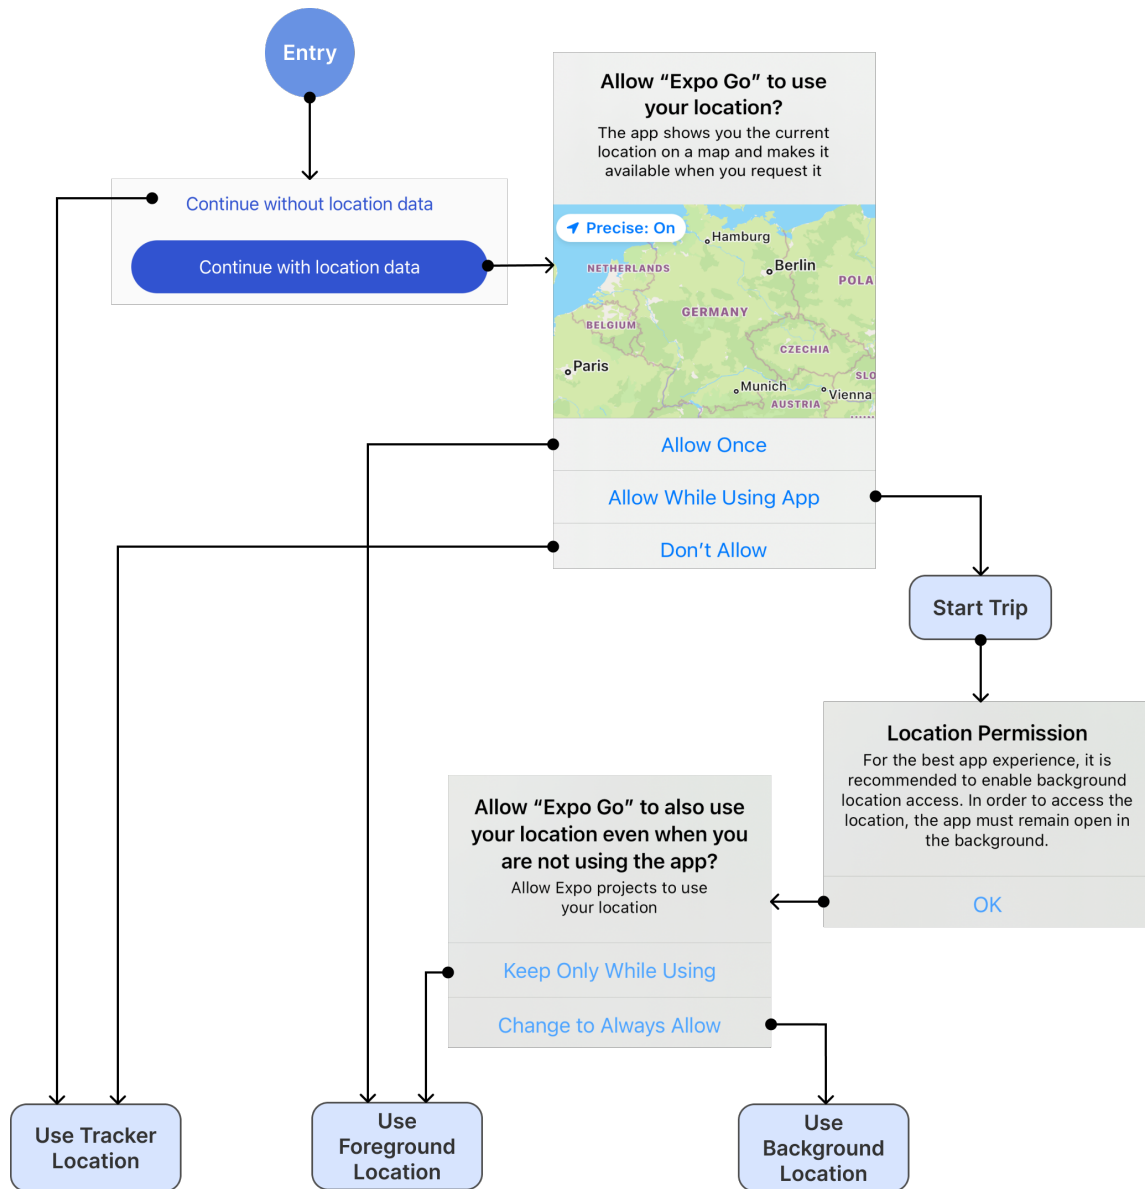 Entry
Continue without location data
Continue with location data
Allow “Expo Go” to use
your location?
The app shows you the current
location on a map and makes it
available when you request it
Precise: On
Hamburg
Berlin
NETHERLANDS
POLA
GERMANY
BELGIUM
CZECHIA
Paris
SLO
Munich
Vienna
AUSTRIA
Allow Once
Allow While Using App
Don’t Allow
Start Trip
Location Permission
For the best app experience, it is
recommended to enable background
location access. In order to access the
location, the app must remain open in
the background.
OK
Allow “Expo Go” to also use
your location even when you
are not using the app?
Allow Expo projects to use
your location
Keep Only While Using
Change to Always Allow
Use Tracker
Location
Use
Foreground
Location
Use
Background
Location